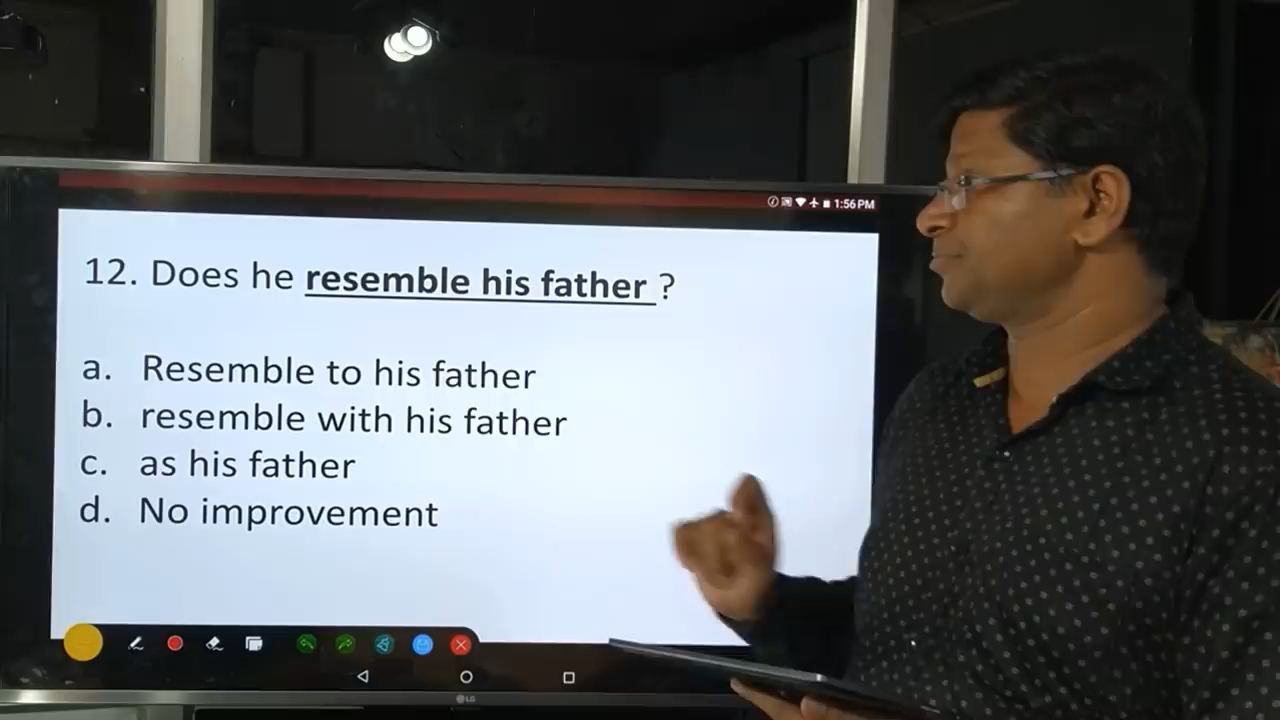 1:56 PM
12. Does he resemble his father ?
a. Resemble to his father
b. resemble with his father
c. as his father
d. No improvement
LG